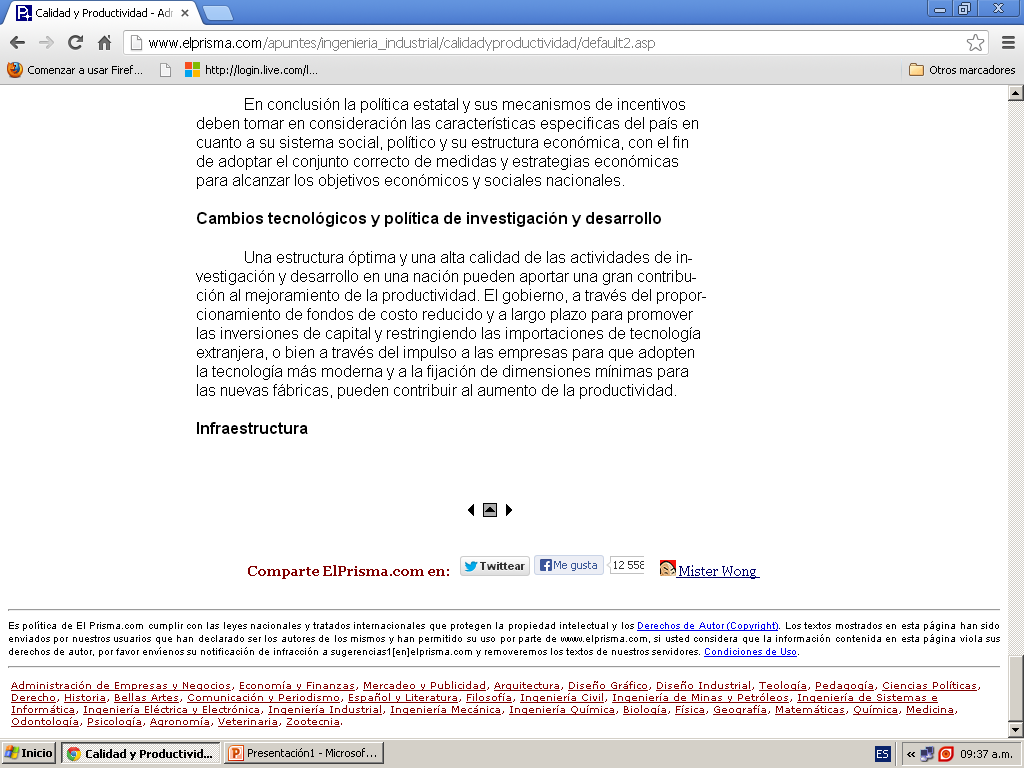 Calidad y Productividad - Adr
www.elprisma.com/apuntes/ingenieria_industrial/calidadyproductividad/default2.asp
Comenzar a usar Firef... http://login.live.com/l... Otros marcadores
En conclusión la política estatal y sus mecanismos de incentivos
deben tomar en consideración las características especificas del país en
cuanto a su sistema social, político y su estructura económica, con el fin
de adoptar el conjunto correcto de medidas y estrategias económicas
para alcanzar los objetivos económicos y sociales nacionales.
Cambios tecnológicos y política de investigación y desarrollo
Una estructura óptima y una alta calidad de las actividades de in-
vestigación y desarrollo en una nación pueden aportar una gran contribu-
ción al mejoramiento de la productividad. El gobierno, a través del propor-
cionamiento de fondos de costo reducido y a largo plazo para promover
las inversiones de capital y restringiendo las importaciones de tecnología
extranjera, o bien a través del impulso a las empresas para que adopten
la tecnología más moderna y a la fijación de dimensiones mínimas para
las nuevas fábricas, pueden contribuir al aumento de la productividad.
Infraestructura
Comparte ElPrisma.com en: Twittear Me gusta 12 558 Mister Wong
Es política de El Prisma.com cumplir con las leyes nacionales y tratados internacionales que protegen la propiedad intelectual y los Derechos de Autor (Copyright). Los textos mostrados en esta página han sido
enviados por nuestros usuarios que han declarado ser los autores de los mismos y han permitido su uso por parte de www.elprisma.com, si usted considera que la información contenida en esta página viola sus
derechos de autor, por favor envíenos su notificación de infracción a sugerencias1[en]elprisma.com y removeremos los textos de nuestros servidores. Condiciones de Uso.
Administración de Empresas y Negocios, Economía y Finanzas, Mercadeo y Publicidad, Arquitectura, Diseño Gráfico, Diseño Industrial, Teología, Pedagogía, Ciencias Políticas,
Derecho, Historia, Bellas Artes, Comunicación y Periodismo, Español y Literatura, Filosofía, Ingeniería Civil, Ingeniería de Minas y Petróleos, Ingeniería de Sistemas e
Informática, Ingeniería Eléctrica y Electrónica, Ingeniería Industrial, Ingeniería Mecánica, Ingeniería Química, Biología, Física, Geografía, Matemáticas, Química, Medicina,
Odontología, Psicología, Agronomía, Veterinaria, Zootecnia.
Inicio Calidad y Productivid... Presentación1 - Microsof... ES « 09:37 a.m.